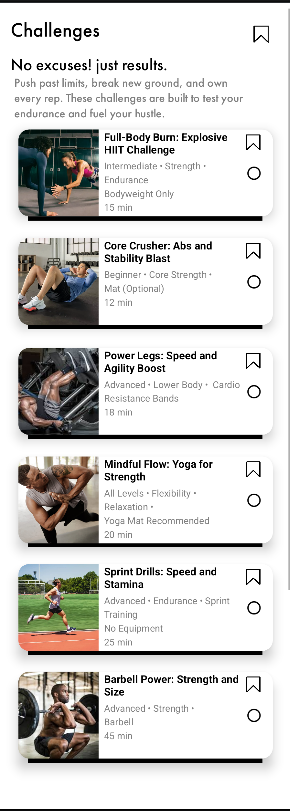 Challenges
No excuses! just results.
Push past limits, break new ground, and own
every rep. These challenges are built to test your
endurance and fuel your hustle.
Full-Body Burn: Explosive
HIIT Challenge
Intermediate • Strength •
Endurance
Bodyweight Only
15 min
Core Crusher: Abs and
Stability Blast
Beginner • Core Strength •
Mat (Optional)
12 min
Power Legs: Speed and
Agility Boost
Advanced • Lower Body • Cardio
Resistance Bands
18 min
Mindful Flow: Yoga for
Strength
All Levels • Flexibility •
Relaxation •
Yoga Mat Recommended
20 min
Sprint Drills: Speed and
Stamina
Advanced • Endurance • Sprint
Training
No Equipment
25 min
Barbell Power: Strength and
Size
Advanced • Strength •
Barbell
45 min